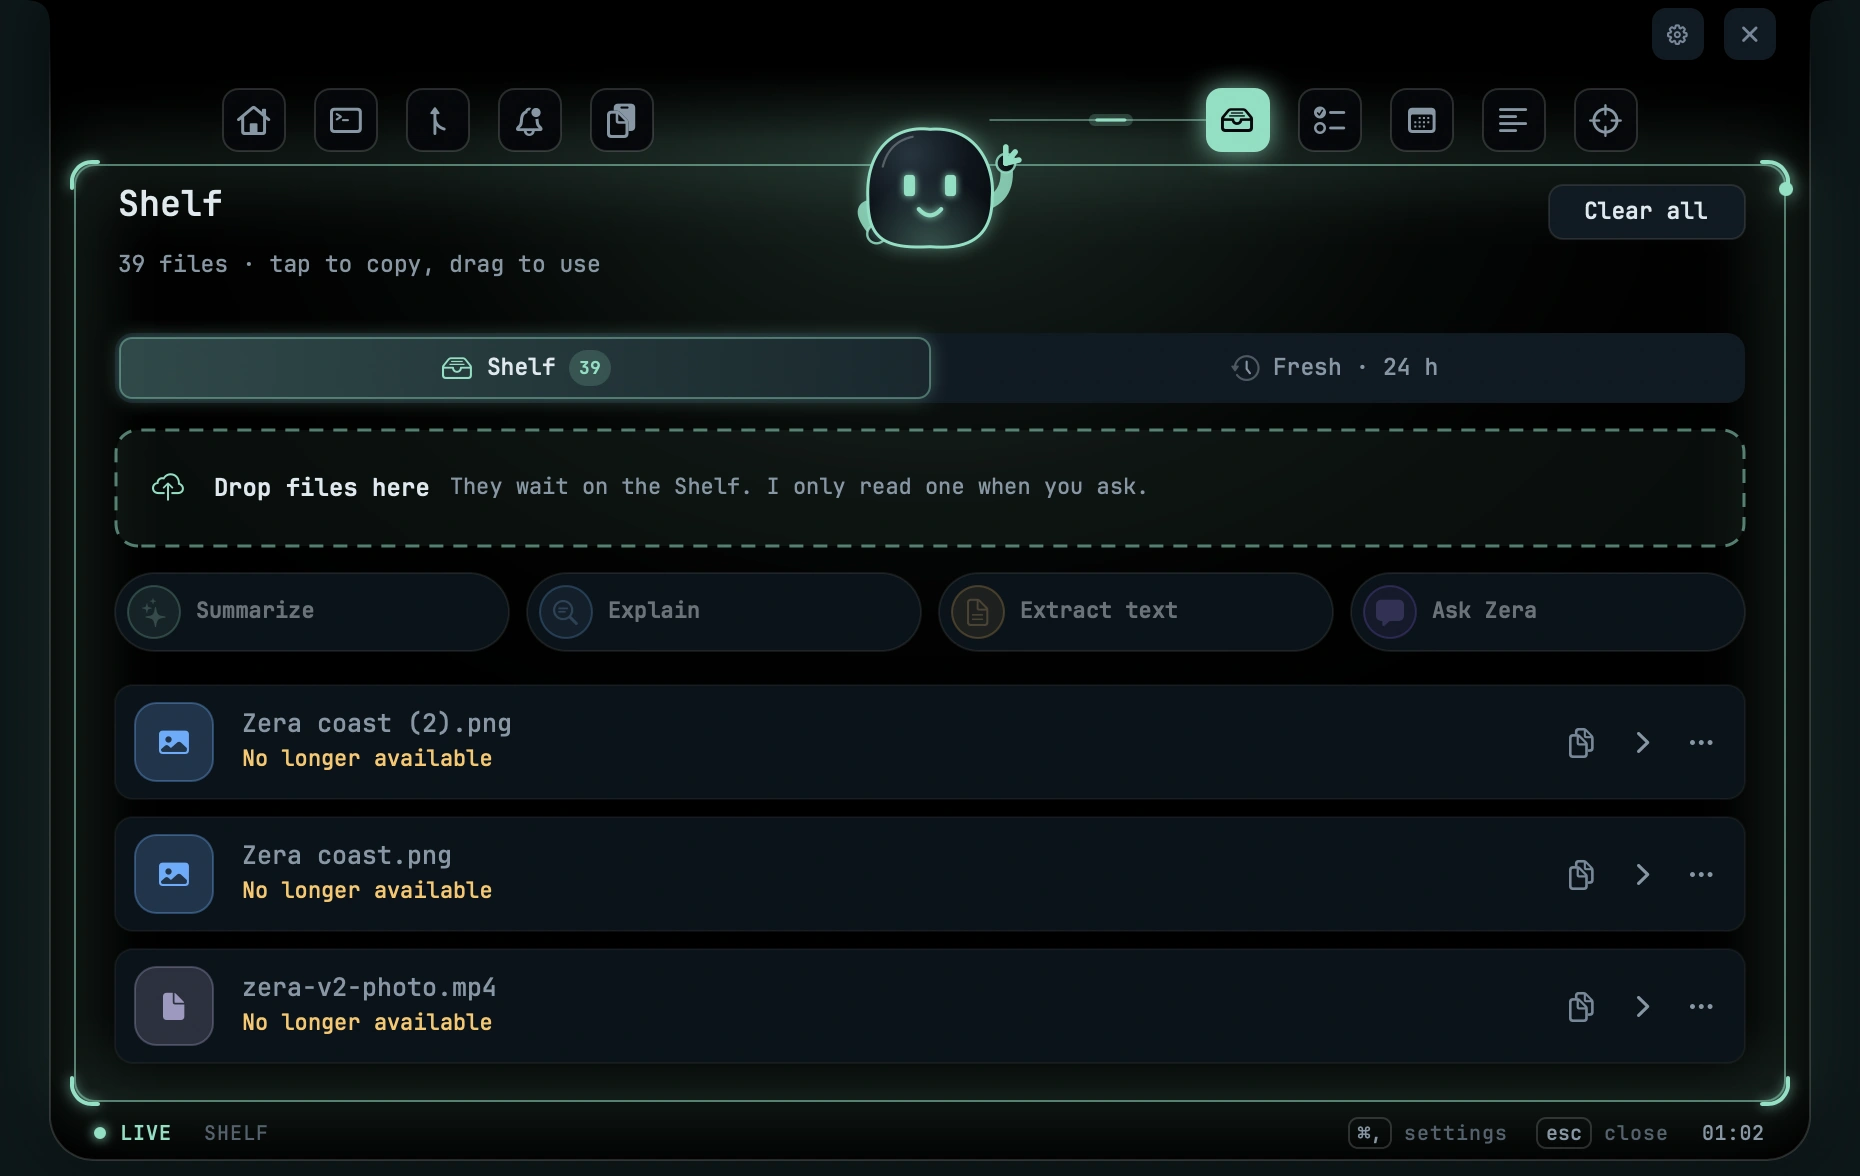 Shelf
Clear all
39 files · tap to copy, drag to use
Shelf 39
Fresh · 24 h
Drop files here They wait on the Shelf. I only read one when you ask.
Summarize
Explain
Extract text
Ask Zera
Zera coast (2).png
No longer available
Zera coast.png
No longer available
zera-v2-photo.mp4
No longer available
LIVE SHELF
⌘, settings esc close 01:02